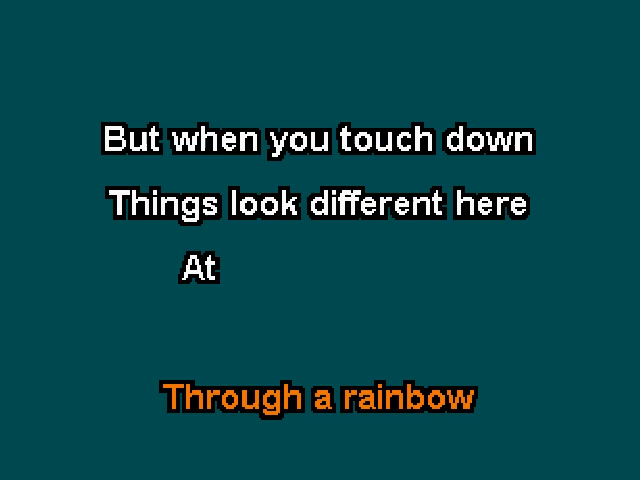 But when you touch down
Things look different here
At
Through a rainbow